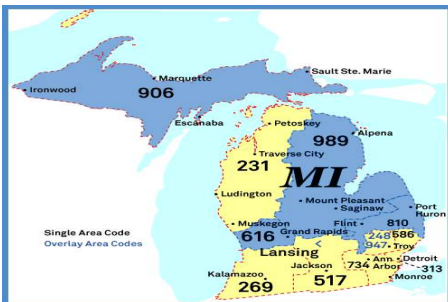 Sault Ste. Marie
Marquette
Ironwood
906
Escanaba
Petoskey
989
Alpena
231
Traverse City
MI
Ludington
Mount Pleasant
Saginaw
Port
Huron
Muskegon
Flint
810
Single Area Code
616
Grand Rapids
248
586
Overlay Area Codes
947
Troy
Lansing
Ann
Arbor
Detroit
734
313
Jackson
Kalamazoo
Monroe
269
517